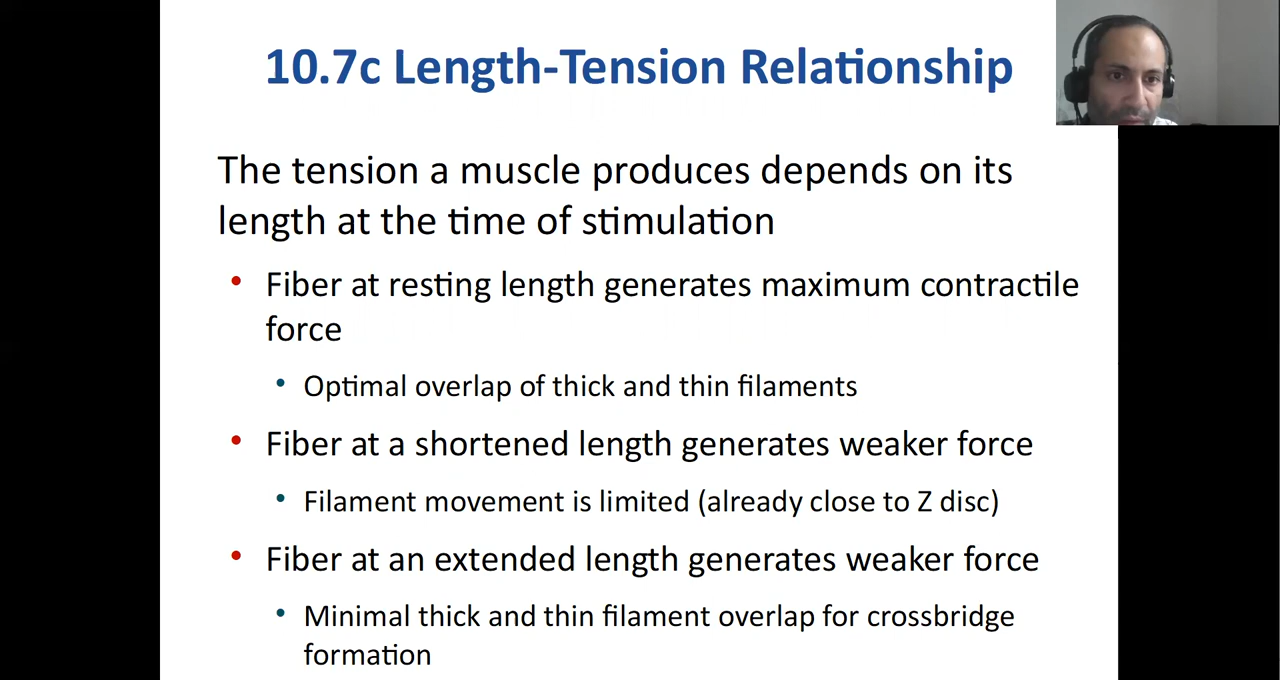 10.7c Length-Tension Relationship
The tension a muscle produces depends on its
length at the time of stimulation
• Fiber at resting length generates maximum contractile
force
• Optimal overlap of thick and thin filaments
• Fiber at a shortened length generates weaker force
• Filament movement is limited (already close to Z disc)
• Fiber at an extended length generates weaker force
• Minimal thick and thin filament overlap for crossbridge
formation